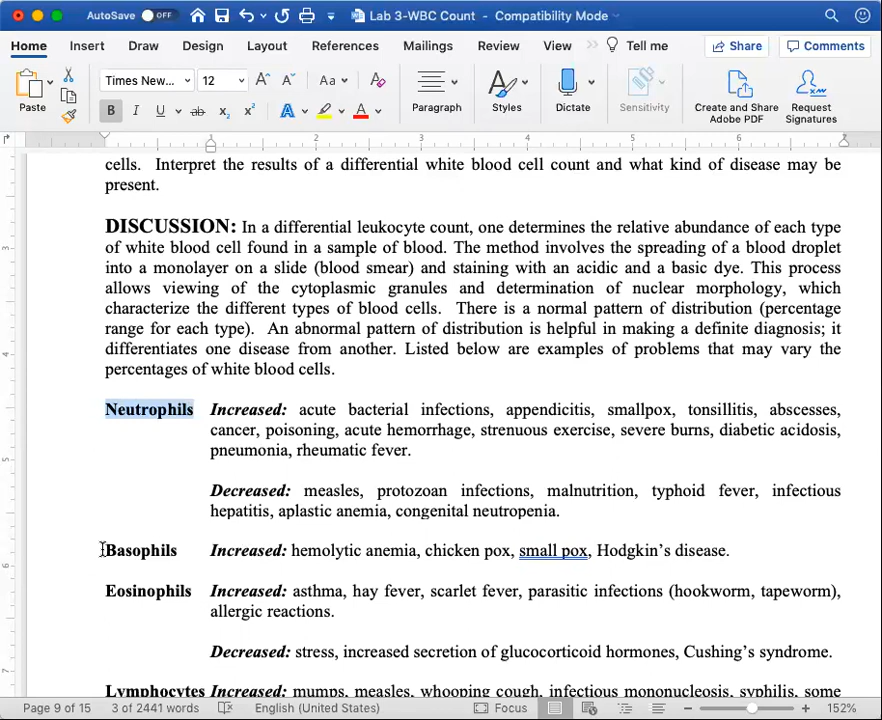 AutoSave OFF Lab 3-WBC Count - Compatibility Mode
Home Insert Draw Design Layout References Mailings Review View >> Tell me Share Comments
Paste Times New... 12 A A Aa A Paragraph Styles Dictate Sensitivity Create and Share Adobe PDF Request Signatures
B I U ab x₂ x² A A
1 2 3 4 5 6 7
cells. Interpret the results of a differential white blood cell count and what kind of disease may be
present.
DISCUSSION: In a differential leukocyte count, one determines the relative abundance of each type
of white blood cell found in a sample of blood. The method involves the spreading of a blood droplet
into a monolayer on a slide (blood smear) and staining with an acidic and a basic dye. This process
allows viewing of the cytoplasmic granules and determination of nuclear morphology, which
characterize the different types of blood cells. There is a normal pattern of distribution (percentage
range for each type). An abnormal pattern of distribution is helpful in making a definite diagnosis; it
differentiates one disease from another. Listed below are examples of problems that may vary the
percentages of white blood cells.
Neutrophils Increased: acute bacterial infections, appendicitis, smallpox, tonsillitis, abscesses,
cancer, poisoning, acute hemorrhage, strenuous exercise, severe burns, diabetic acidosis,
pneumonia, rheumatic fever.
Decreased: measles, protozoan infections, malnutrition, typhoid fever, infectious
hepatitis, aplastic anemia, congenital neutropenia.
Basophils Increased: hemolytic anemia, chicken pox, small pox, Hodgkin's disease.
Eosinophils Increased: asthma, hay fever, scarlet fever, parasitic infections (hookworm, tapeworm),
allergic reactions.
Decreased: stress, increased secretion of glucocorticoid hormones, Cushing's syndrome.
Lymphocytes Increased: mumps, measles, whooping cough, infectious mononucleosis, syphilis, some
Page 9 of 15 3 of 2441 words English (United States) Focus 152%